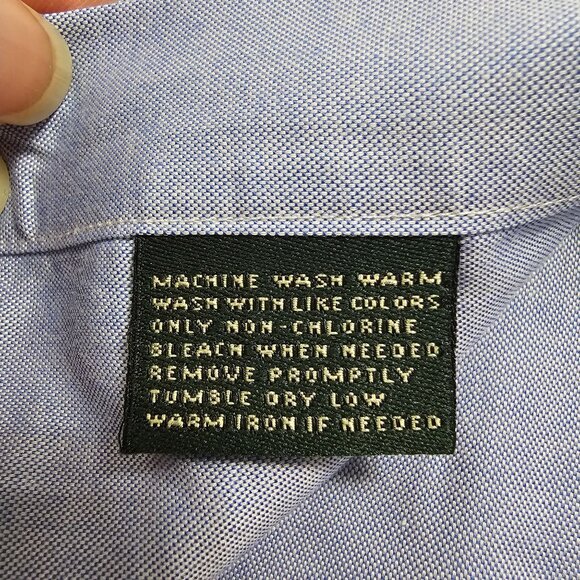 MACHINE WASH WARM
WASH WITH LIKE COLORS
ONLY NON-CHLORINE
BLEACH WHEN NEEDED
REMOVE PROMPTLY
TUMBLE DRY LOW
WARM IRON IF NEEDED